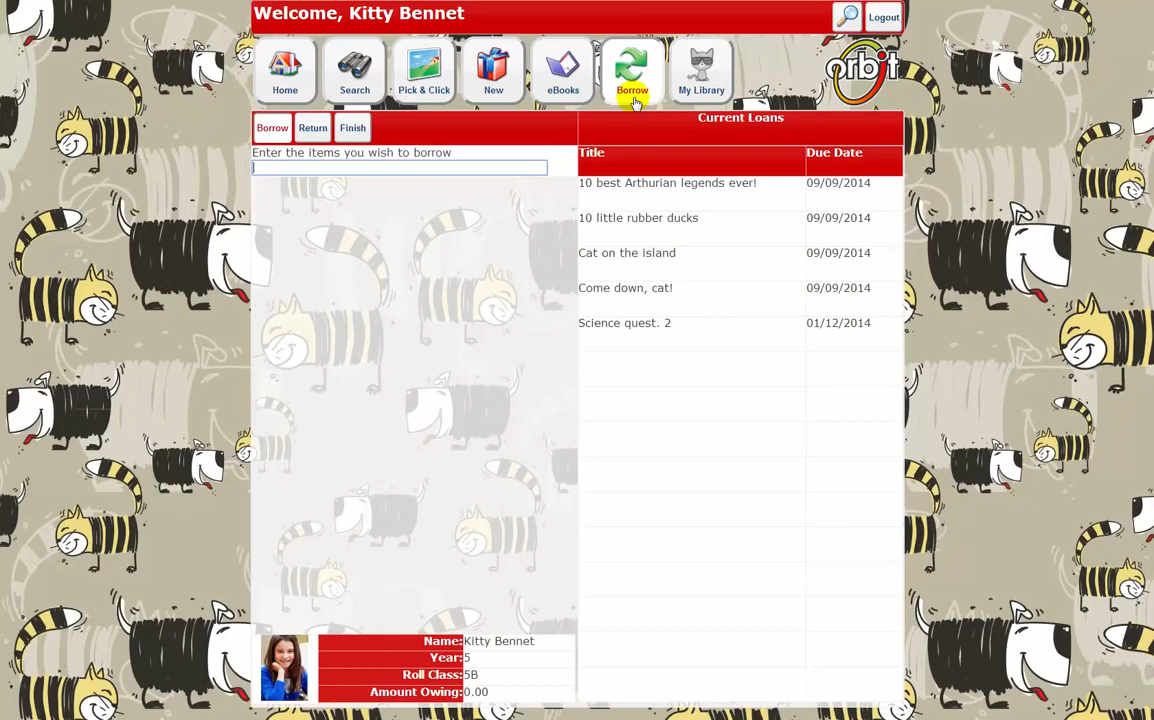 Welcome, Kitty Bennet
Logout
Home
Search
Pick & Click
New
eBooks
Borrow
My Library
orbit
Borrow
Return
Finish
Current Loans
Enter the items you wish to borrow
Title
Due Date
10 best Arthurian legends ever!
09/09/2014
10 little rubber ducks
09/09/2014
Cat on the island
09/09/2014
Come down, cat!
09/09/2014
Science quest. 2
01/12/2014
Name:Kitty Bennet
Year:5
Roll Class:5B
Amount Owing:0.00